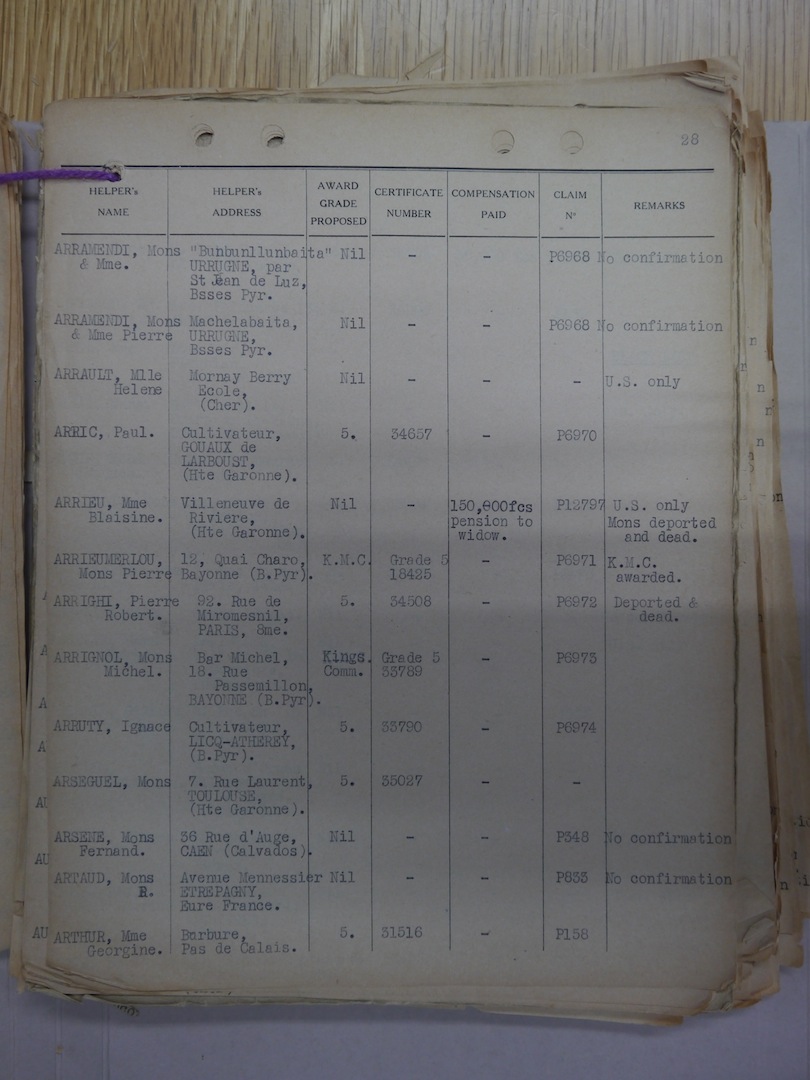 28
HELPER's NAME HELPER's ADDRESS AWARD GRADE PROPOSED CERTIFICATE NUMBER COMPENSATION PAID CLAIM Nº REMARKS
ARRAMENDI, Mons "Bunbunllunbaita" Nil - - P6968 No confirmation
& Mme. URRUGNE, par
St Jean de Luz,
Bsses Pyr.
ARRAMENDI, Mons Machelabaita, Nil - - P6968 No confirmation
& Mme Pierre URRUGNE,
Bsses Pyr.
ARRAULT, Mlle Mornay Berry Nil - - - U.S. only
Helene Ecole,
(Cher).
ARRIC, Paul. Cultivateur, 5. 34657 - P6970
GOUAUX de
LARBOUST,
(Hte Garonne).
ARRIEU, Mme Villeneuve de Nil - 150,000fcs P12797 U.S. only
Blaisine. Riviere, pension to Mons deported
(Hte Garonne). widow. and dead.
ARRIEUMERLOU, 12, Quai Charo, K.M.C. Grade 5 - P6971 K.M.C.
Mons Pierre Bayonne (B.Pyr). 18425 awarded.
ARRIGHI, Pierre 92. Rue de 5. 34508 - P6972 Deported &
Robert. Miromesnil, dead.
PARIS, 8me.
ARRIGNOL, Mons Bar Michel, Kings. Grade 5 - P6973
Michel. 18. Rue Comm. 33789
Passemillon,
BAYONNE (B.Pyr).
ARRUTY, Ignace Cultivateur, 5. 33790 - P6974
LICQ-ATHEREY,
(B.Pyr).
ARSEGUEL, Mons 7. Rue Laurent, 5. 35027 - -
TOULOUSE,
(Hte Garonne).
ARSENE, Mons 36 Rue d'Auge, Nil - - P348 No confirmation
Fernand. CAEN (Calvados).
ARTAUD, Mons Avenue Mennessier Nil - - P833 No confirmation
R. ETREPAGNY,
Eure France.
ARTHUR, Mme Burbure, 5. 31516 - P158
Georgine. Pas de Calais.